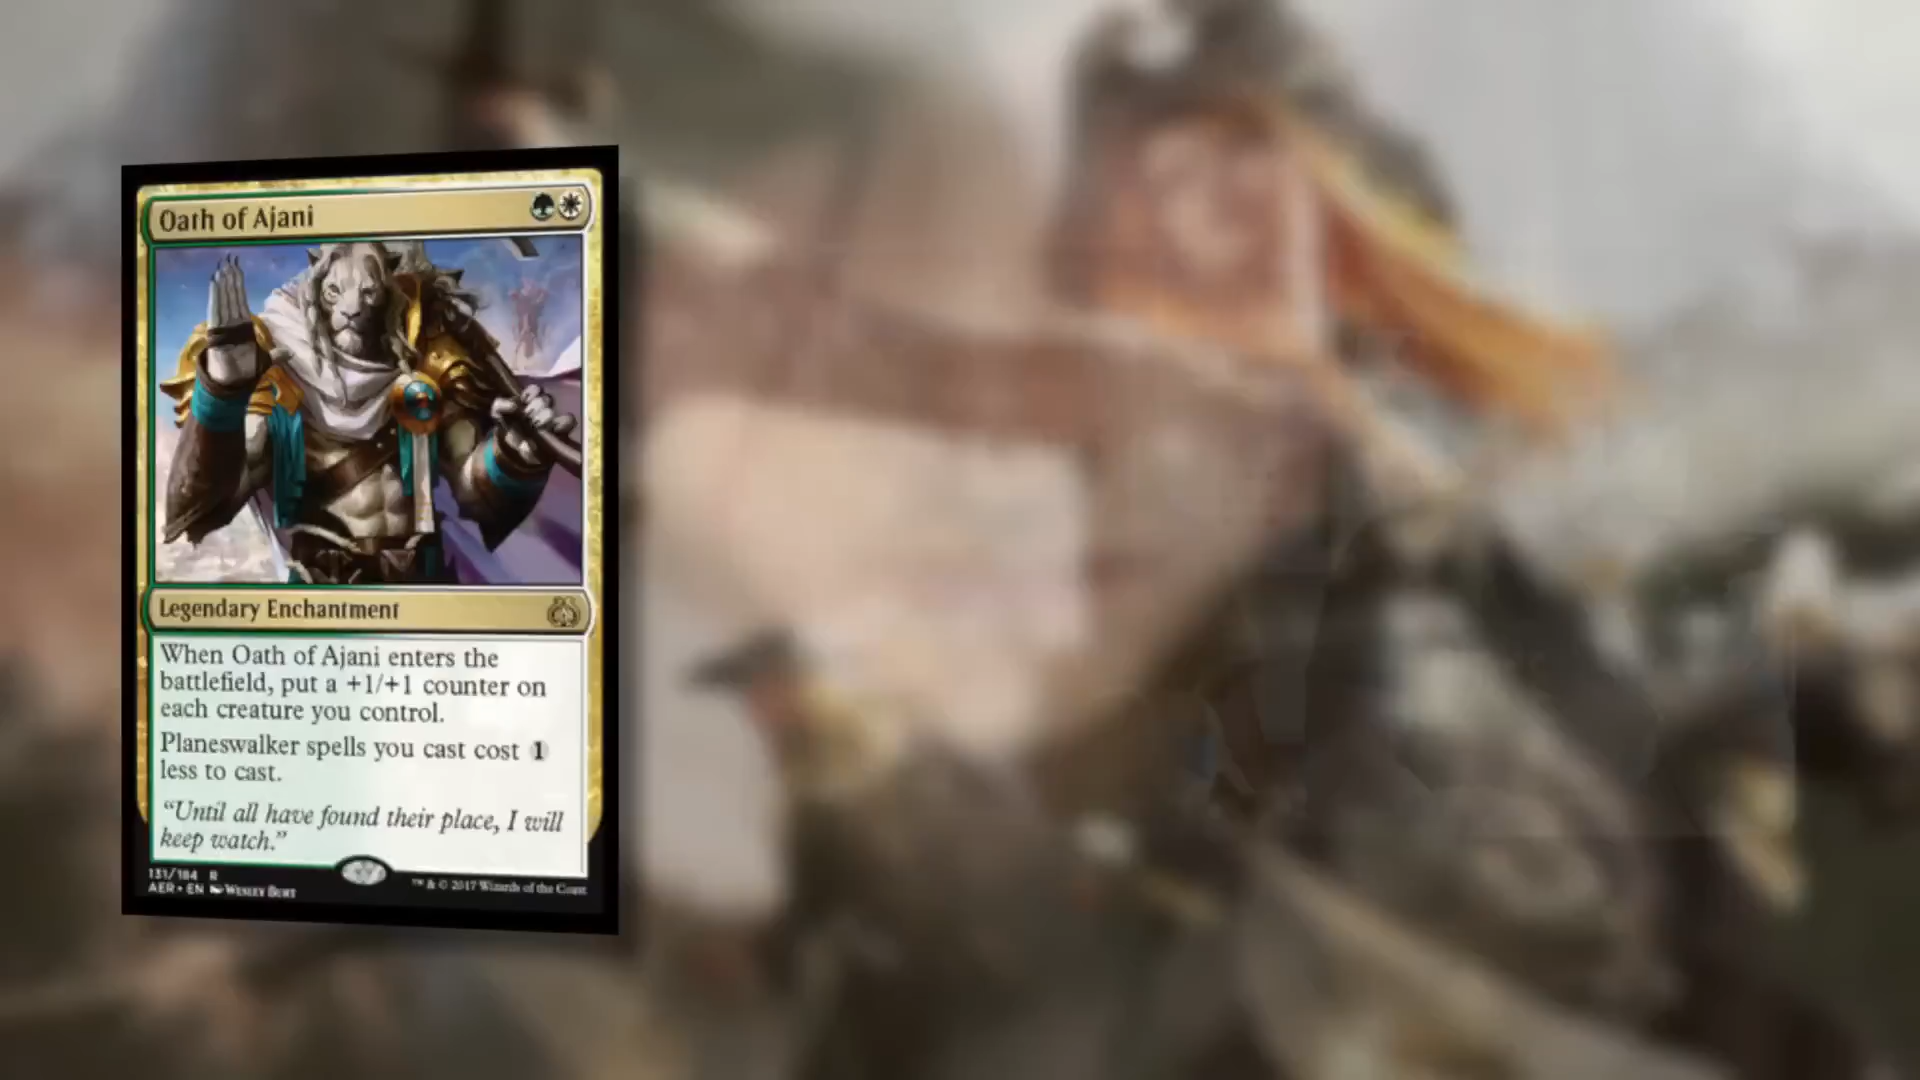 Oath of Ajani
Legendary Enchantment
When Oath of Ajani enters the
battlefield, put a +1/+1 counter on
each creature you control.
Planeswalker spells you cast cost 1
less to cast.
“Until all have found their place, I will
keep watch.”
131/184 R
AER • EN Wesley Burt
™ & © 2017 Wizards of the Coast